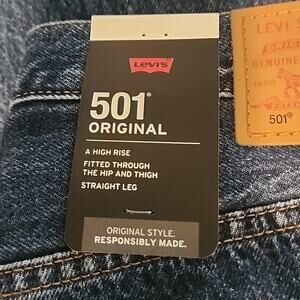 LEVI'S
501®
ORIGINAL
A HIGH RISE
FITTED THROUGH
THE HIP AND THIGH
STRAIGHT LEG
ORIGINAL STYLE.
RESPONSIBLY MADE.
LEVI S
GENUINE
TRADE
501®